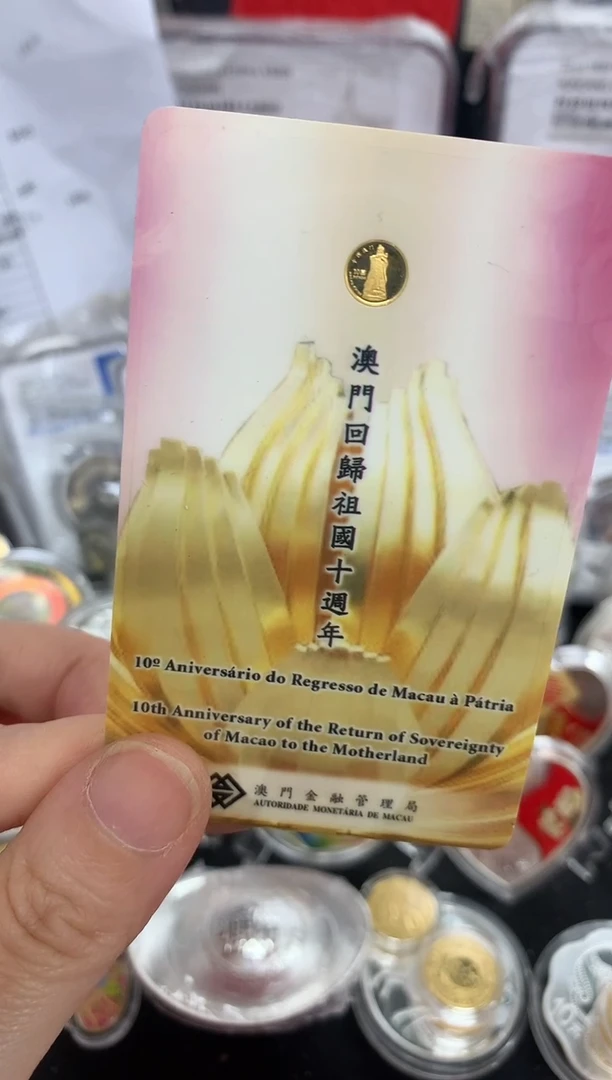 澳門回歸祖國十週年
10º Aniversário do Regresso de Macau à Pátria
10th Anniversary of the Return of Sovereignty
of Macao to the Motherland
澳門金融管理局
AUTORIDADE MONETÁRIA DE MACAU